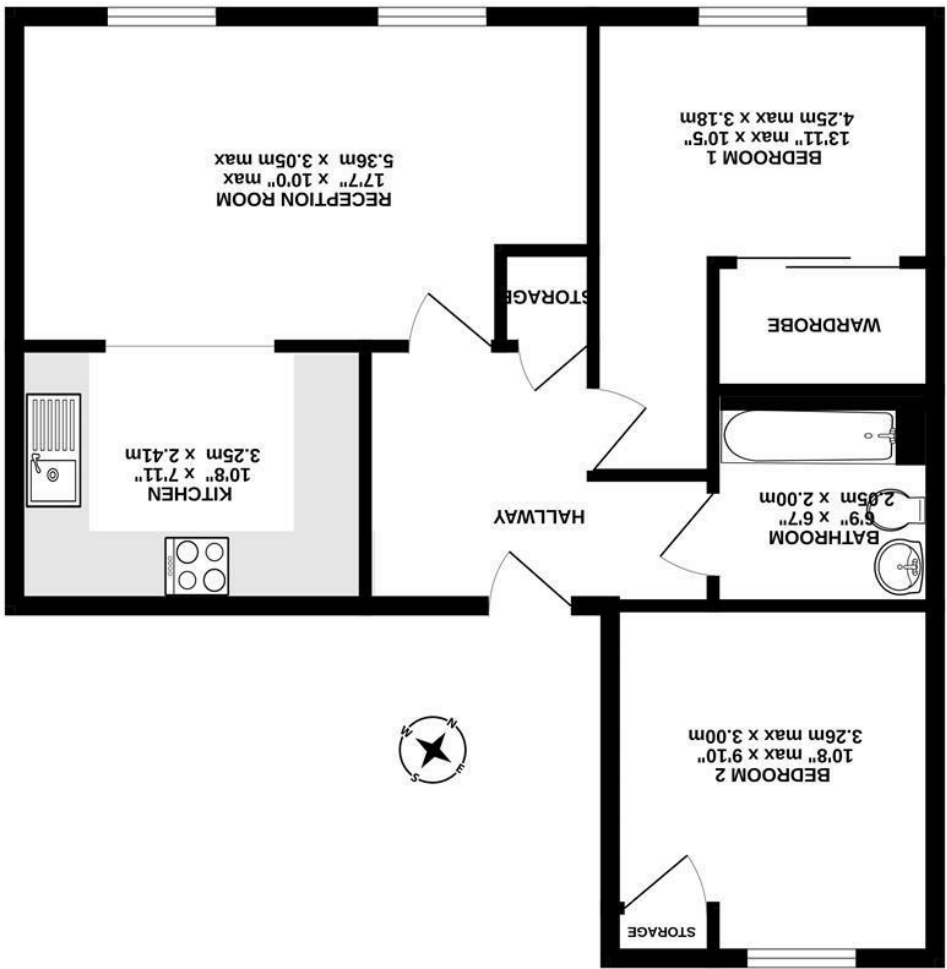 STORAGE
BEDROOM 2
10'8" max x 9'10"
3.26m max x 3.00m
S
E
W
N
BATHROOM
6'9" x 6'7"
2.05m x 2.00m
HALLWAY
KITCHEN
10'8" x 7'11"
3.25m x 2.41m
WARDROBE
STORAGE
BEDROOM 1
13'11" max x 10'5"
4.25m max x 3.18m
RECEPTION ROOM
17'7" x 10'0" max
5.36m x 3.05m max